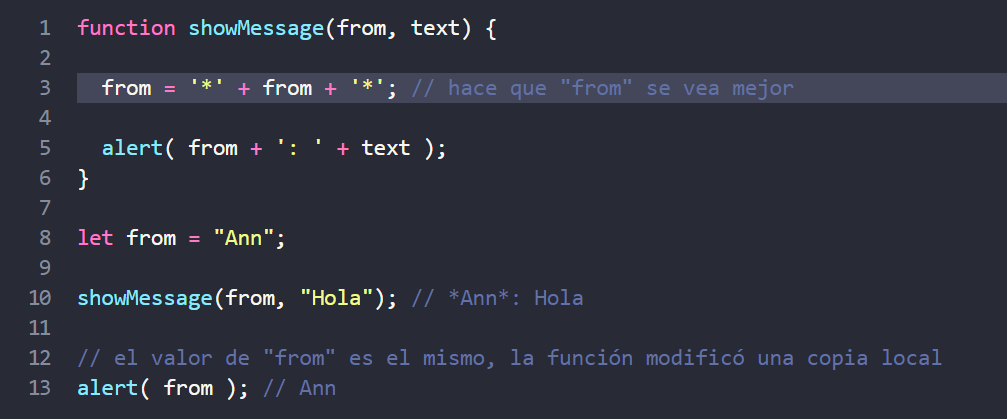 1 function showMessage(from, text) {
2
3   from = '*' + from + '*'; // hace que "from" se vea mejor
4
5   alert( from + ': ' + text );
6 }
7
8 let from = "Ann";
9
10 showMessage(from, "Hola"); // *Ann*: Hola
11
12 // el valor de "from" es el mismo, la función modificó una copia local
13 alert( from ); // Ann